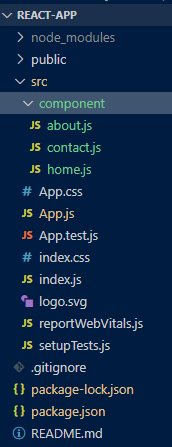 REACT-APP
node_modules
public
src
component
JS about.js
JS contact.js
JS home.js
# App.css
JS App.js
JS App.test.js
# index.css
JS index.js
logo.svg
JS reportWebVitals.js
JS setupTests.js
.gitignore
{} package-lock.json
{} package.json
README.md